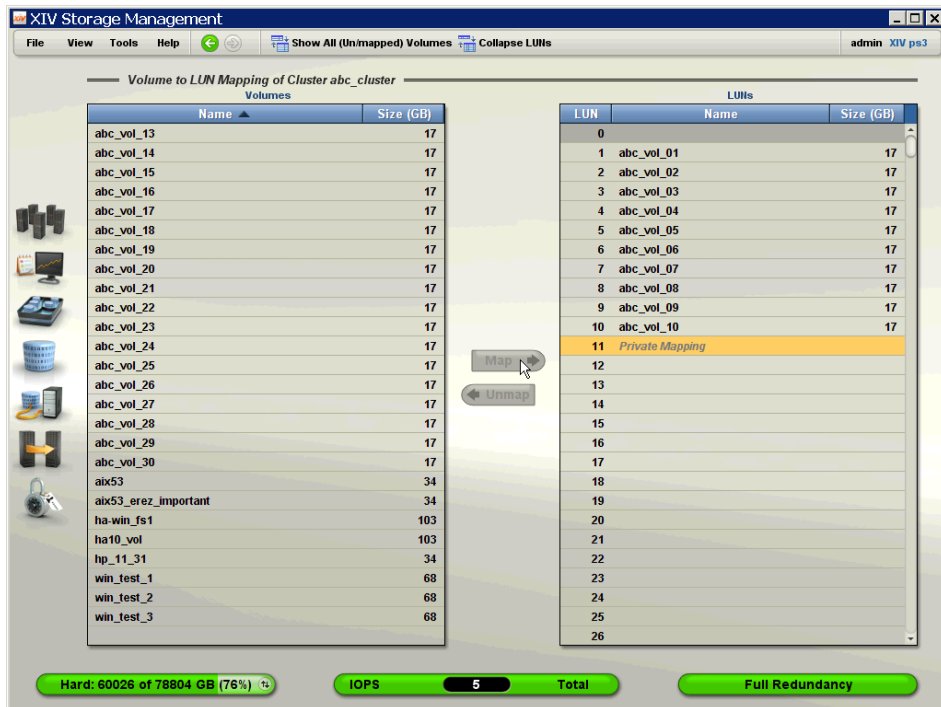 XIV Storage Management
File View Tools Help Show All (Un/mapped) Volumes Collapse LUNs admin XIV ps3
Volume to LUN Mapping of Cluster abc_cluster
Volumes LUNs
Name Size (GB) LUN Name Size (GB)
abc_vol_13 17 0
abc_vol_14 17 1 abc_vol_01 17
abc_vol_15 17 2 abc_vol_02 17
abc_vol_16 17 3 abc_vol_03 17
abc_vol_17 17 4 abc_vol_04 17
abc_vol_18 17 5 abc_vol_05 17
abc_vol_19 17 6 abc_vol_06 17
abc_vol_20 17 7 abc_vol_07 17
abc_vol_21 17 8 abc_vol_08 17
abc_vol_22 17 9 abc_vol_09 17
abc_vol_23 17 10 abc_vol_10 17
abc_vol_24 17 11 Private Mapping
abc_vol_25 17 Map 12
abc_vol_26 17 13
abc_vol_27 17 Unmap 14
abc_vol_28 17 15
abc_vol_29 17 16
abc_vol_30 17 17
aix53 34 18
aix53_erez_important 34 19
ha-win_fs1 103 20
ha10_vol 103 21
hp_11_31 34 22
win_test_1 68 23
win_test_2 68 24
win_test_3 68 25
26
Hard: 60026 of 78804 GB (76%) IOPS 5 Total Full Redundancy